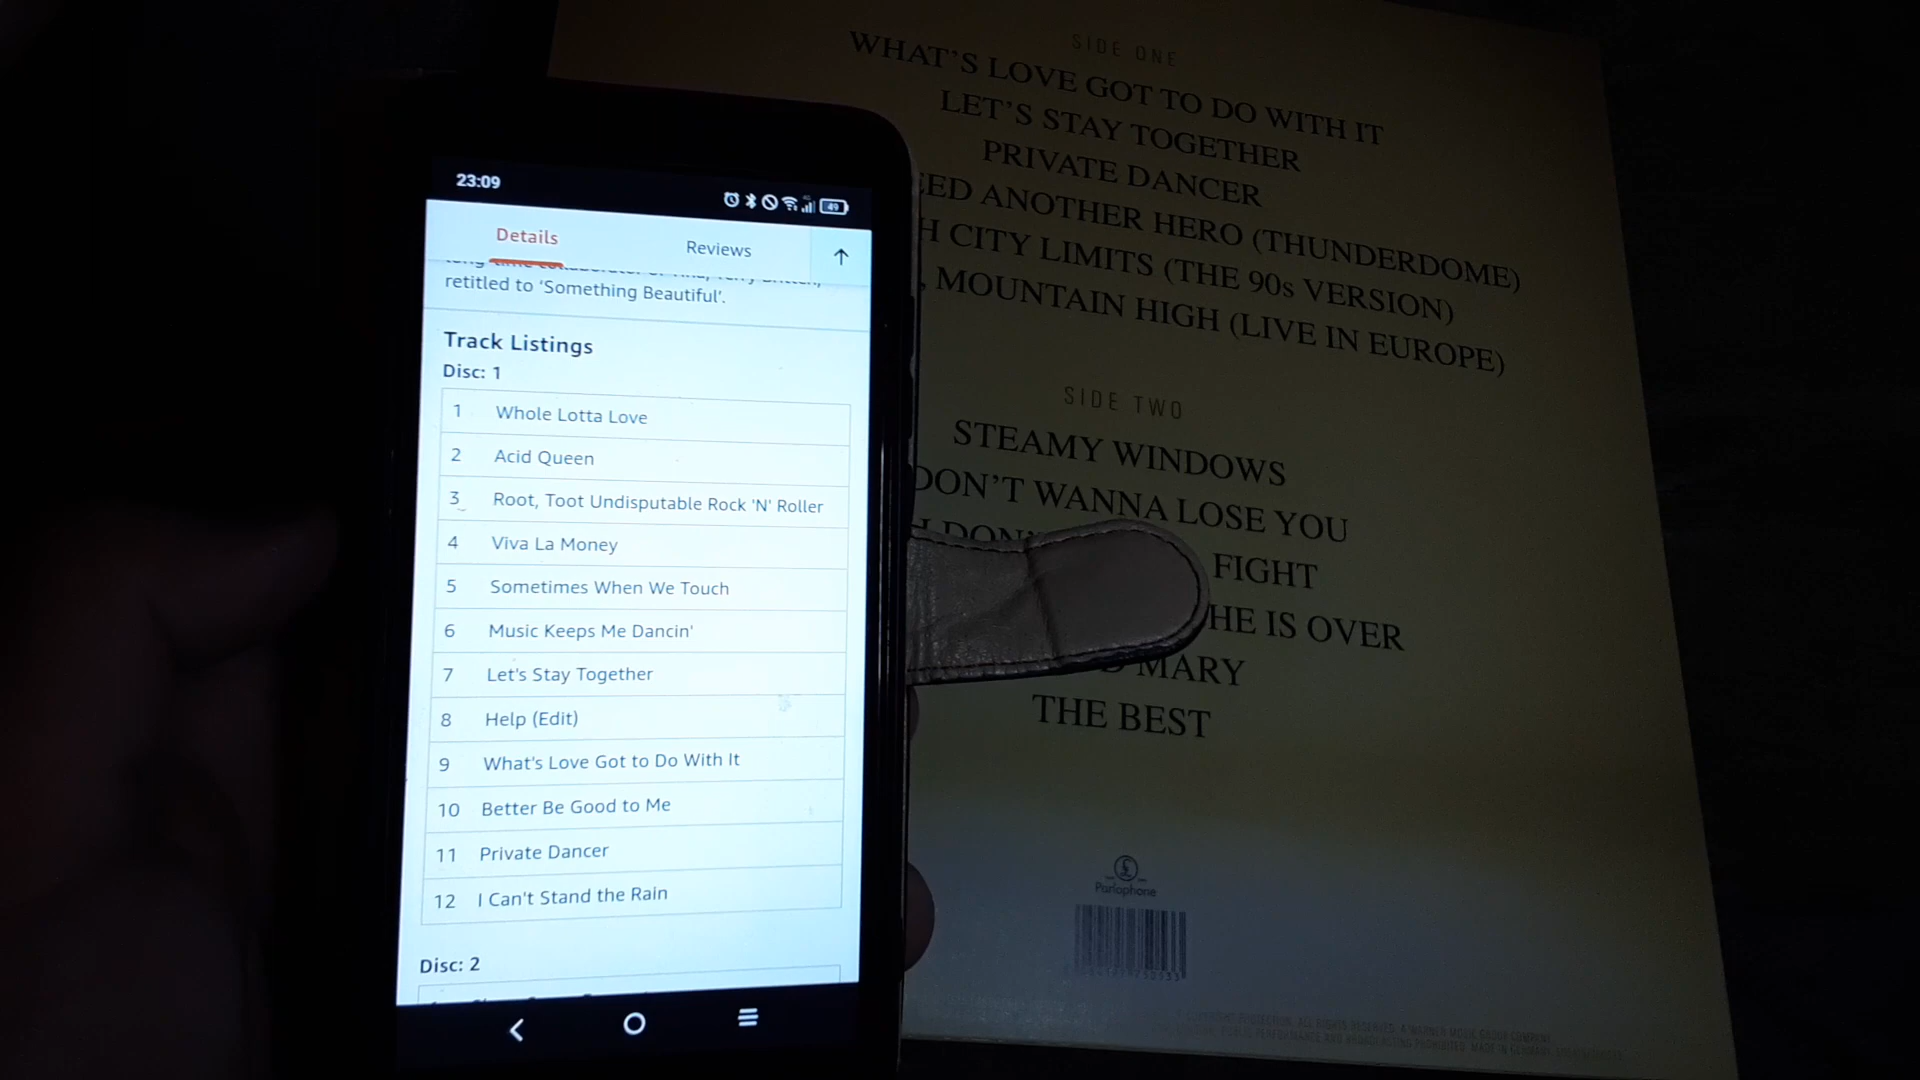 23:09
49
Details
Reviews
retitled to ‘Something Beautiful’.
Track Listings
Disc: 1
1 Whole Lotta Love
2 Acid Queen
3 Root, Toot Undisputable Rock 'N' Roller
4 Viva La Money
5 Sometimes When We Touch
6 Music Keeps Me Dancin'
7 Let's Stay Together
8 Help (Edit)
9 What's Love Got to Do With It
10 Better Be Good to Me
11 Private Dancer
12 I Can't Stand the Rain
Disc: 2
SIDE ONE
WHAT'S LOVE GOT TO DO WITH IT
LET'S STAY TOGETHER
PRIVATE DANCER
ANOTHER HERO (THUNDERDOME)
CITY LIMITS (THE 90s VERSION)
MOUNTAIN HIGH (LIVE IN EUROPE)
SIDE TWO
STEAMY WINDOWS
DON'T WANNA LOSE YOU
FIGHT
IS OVER
MARY
THE BEST
£
Parlophone